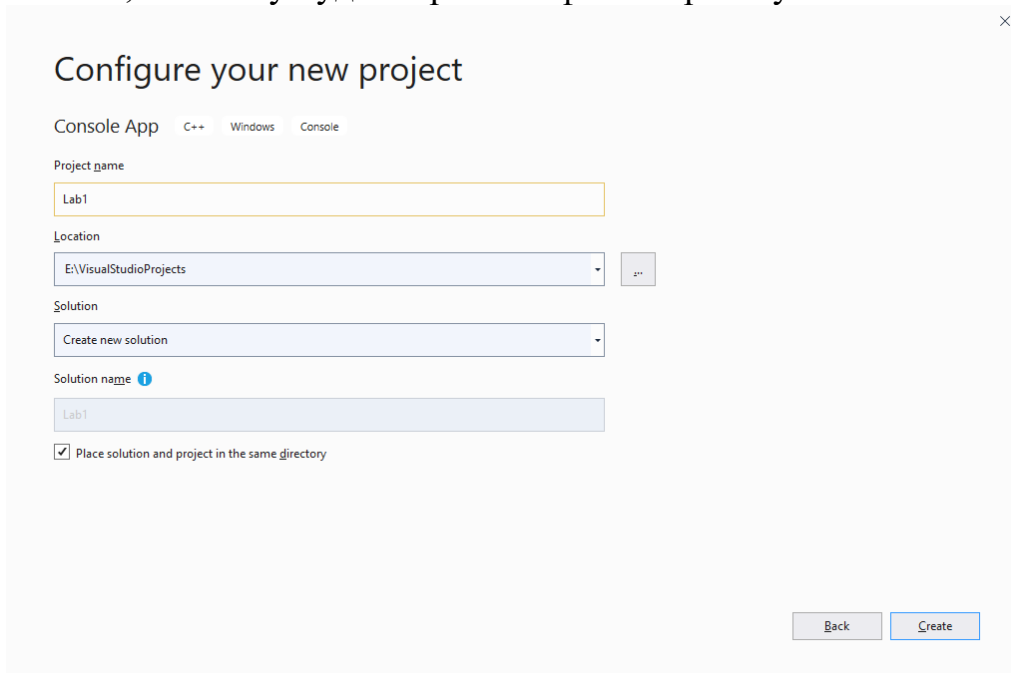 Configure your new project
Console App C++ Windows Console
Project name
Lab1
Location
E:\VisualStudioProjects
...
Solution
Create new solution
Solution name
Lab1
Place solution and project in the same directory
Back Create